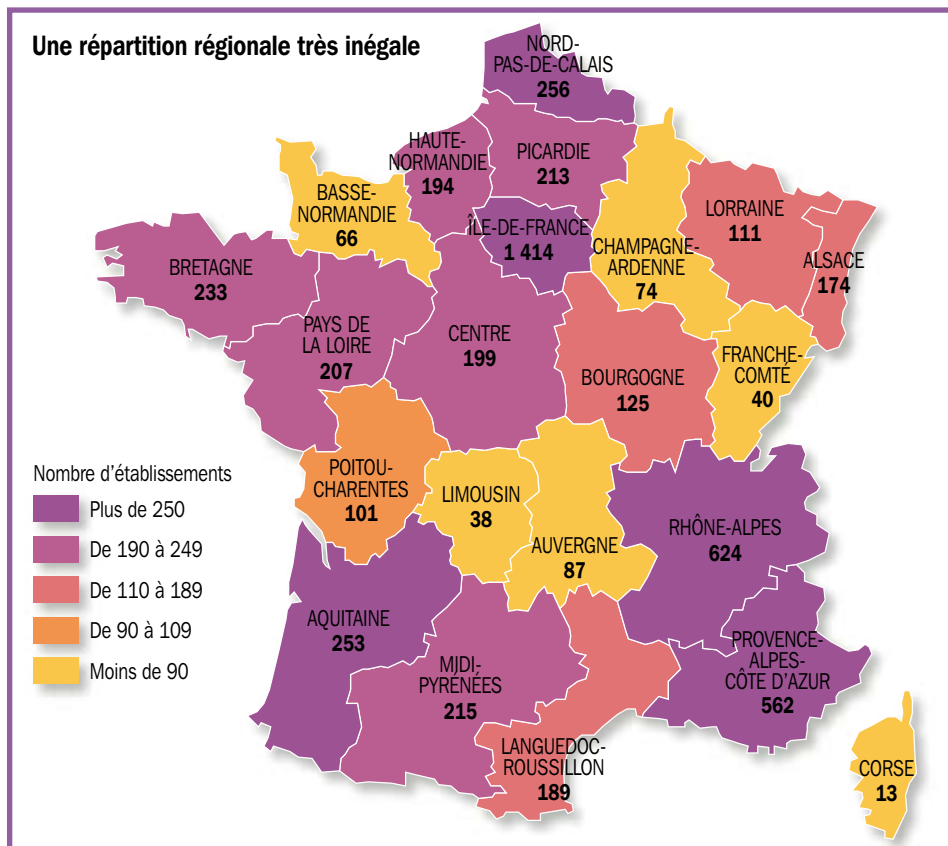 Une répartition régionale très inégale
NORD-
PAS-DE-CALAIS
256
HAUTE-
NORMANDIE
194
PICARDIE
213
BASSE-
NORMANDIE
66
ÎLE-DE-FRANCE
1 414
CHAMPAGNE-
ARDENNE
74
LORRAINE
111
ALSACE
174
BRETAGNE
233
PAYS DE
LA LOIRE
207
CENTRE
199
BOURGOGNE
125
FRANCHE-
COMTÉ
40
POITOU-
CHARENTES
101
LIMOUSIN
38
AUVERGNE
87
RHÔNE-ALPES
624
AQUITAINE
253
MIDI-
PYRÉNÉES
215
LANGUEDOC-
ROUSSILLON
189
PROVENCE-
ALPES-
CÔTE D'AZUR
562
CORSE
13
Nombre d'établissements
Plus de 250
De 190 à 249
De 110 à 189
De 90 à 109
Moins de 90